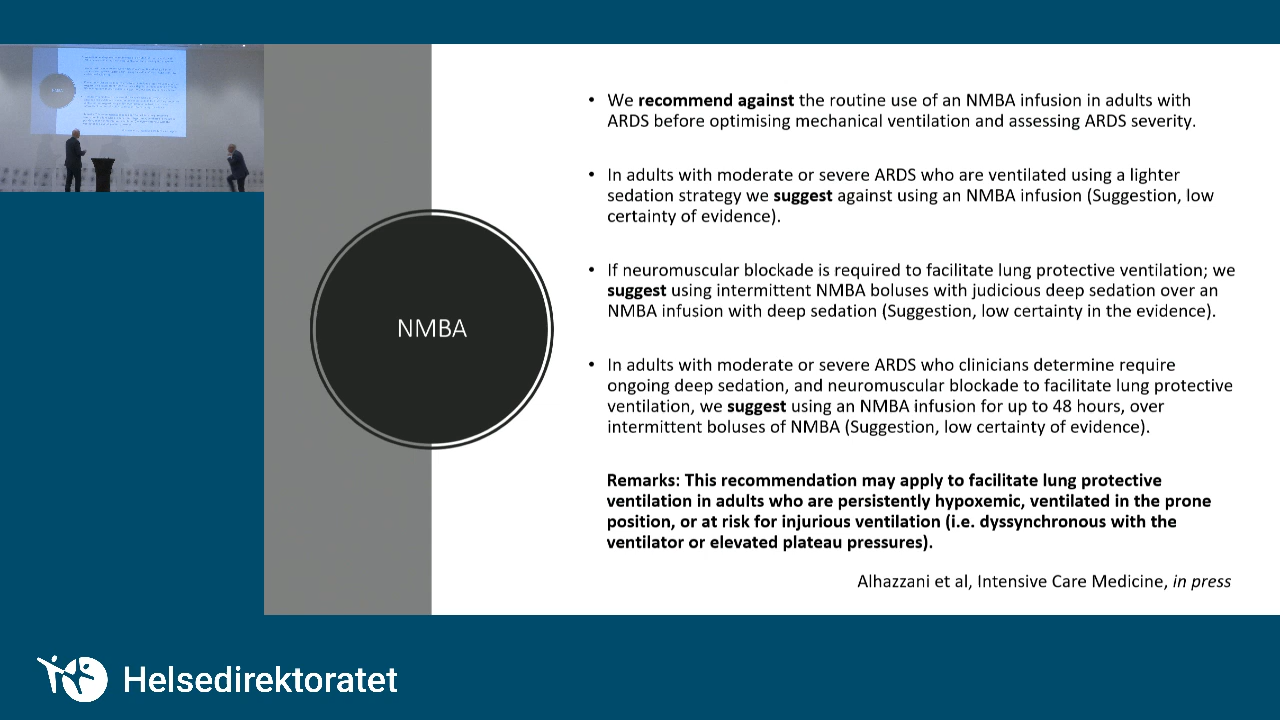 We recommend against the routine use of an NMBA infusion in adults with
ARDS before optimising mechanical ventilation and assessing ARDS severity.
In adults with moderate or severe ARDS who are ventilated using a lighter
sedation strategy we suggest against using an NMBA infusion (Suggestion, low
certainty of evidence).
If neuromuscular blockade is required to facilitate lung protective ventilation; we
suggest using intermittent NMBA boluses with judicious deep sedation over an
NMBA infusion with deep sedation (Suggestion, low certainty in the evidence).
NMBA
In adults with moderate or severe ARDS who clinicians determine require
ongoing deep sedation, and neuromuscular blockade to facilitate lung protective
ventilation, we suggest using an NMBA infusion for up to 48 hours, over
intermittent boluses of NMBA (Suggestion, low certainty of evidence).
Remarks: This recommendation may apply to facilitate lung protective
ventilation in adults who are persistently hypoxemic, ventilated in the prone
position, or at risk for injurious ventilation (i.e. dyssynchronous with the
ventilator or elevated plateau pressures).
Alhazzani et al, Intensive Care Medicine, in press
Helsedirektoratet